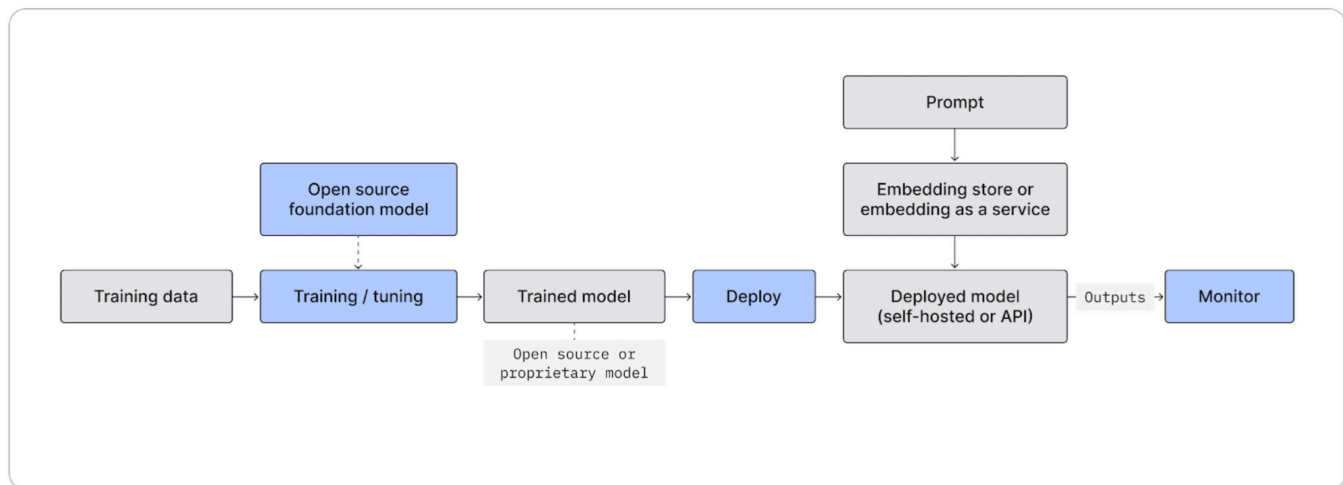 Prompt
Open source
foundation model
Embedding store or
embedding as a service
Training data
Training / tuning
Trained model
Deploy
Deployed model
(self-hosted or API)
Outputs
Monitor
Open source or
proprietary model